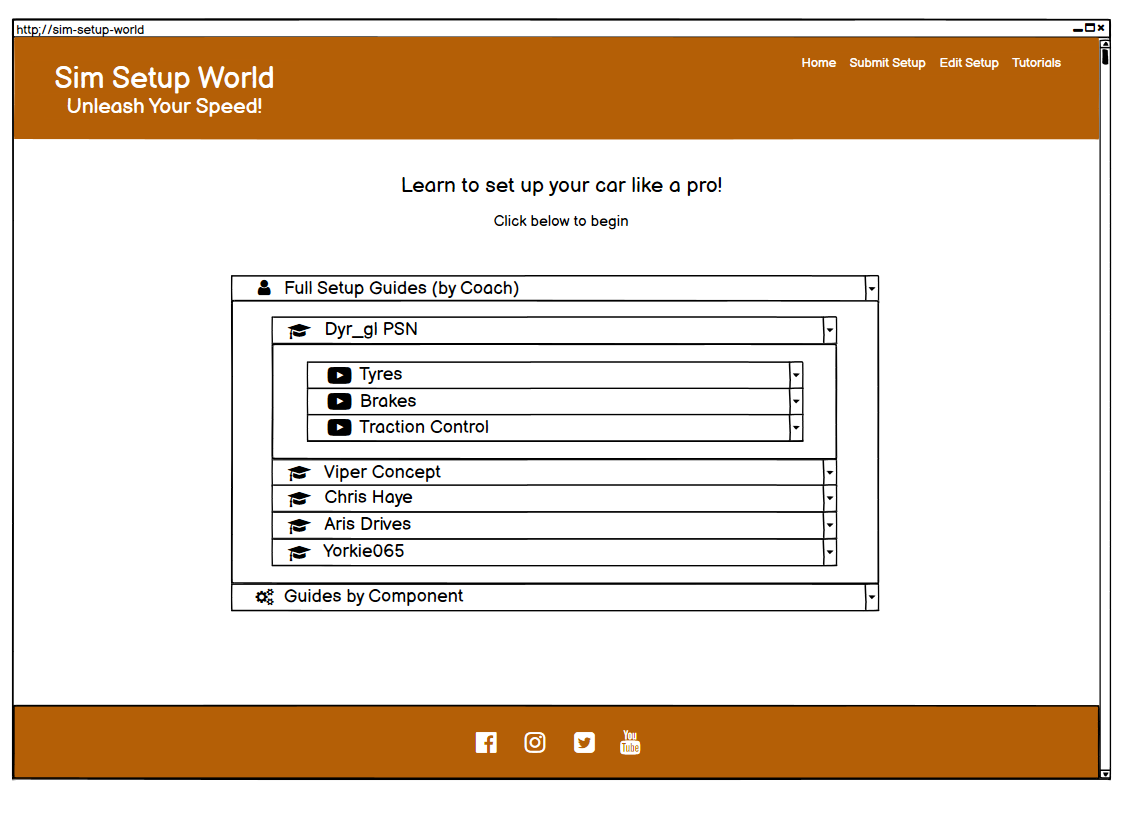 http;//sim-setup-world
Home Submit Setup Edit Setup Tutorials
Sim Setup World
Unleash Your Speed!
Learn to set up your car like a pro!
Click below to begin
Full Setup Guides (by Coach)
Dyr_gl PSN
Tyres
Brakes
Traction Control
Viper Concept
Chris Haye
Aris Drives
Yorkie065
Guides by Component
You
Tube